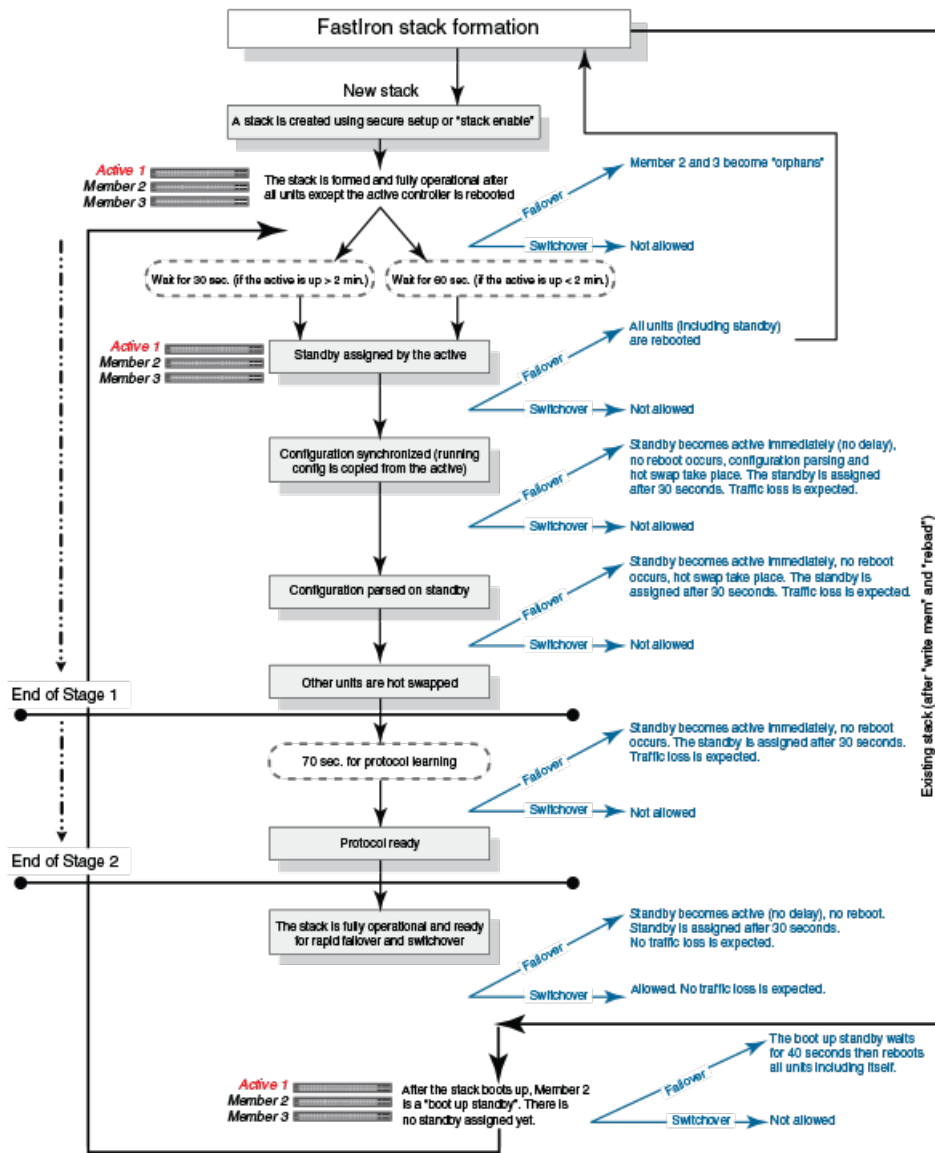 FastIron stack formation
New stack
A stack is created using secure setup or "stack enable"
Active 1
Member 2
Member 3
The stack is formed and fully operational after
all units except the active controller is rebooted
Failover
Member 2 and 3 become "orphans"
Switchover
Not allowed
Wait for 30 sec. (if the active is up > 2 min.)
Wait for 60 sec. (if the active is up < 2 min.)
Active 1
Member 2
Member 3
Standby assigned by the active
Failover
All units (including standby)
are rebooted
Switchover
Not allowed
Configuration synchronized (running
config is copied from the active)
Failover
Standby becomes active immediately (no delay),
no reboot occurs, configuration parsing and
hot swap take place. The standby is assigned
after 30 seconds. Traffic loss is expected.
Switchover
Not allowed
Configuration parsed on standby
Failover
Standby becomes active immediately, no reboot
occurs, hot swap take place. The standby is
assigned after 30 seconds. Traffic loss is expected.
Switchover
Not allowed
Other units are hot swapped
End of Stage 1
70 sec. for protocol learning
Failover
Standby becomes active immediately, no reboot
occurs. The standby is assigned after 30 seconds.
Traffic loss is expected.
Switchover
Not allowed
Protocol ready
End of Stage 2
The stack is fully operational and ready
for rapid failover and switchover
Failover
Standby becomes active (no delay), no reboot.
Standby is assigned after 30 seconds.
No traffic loss is expected.
Switchover
Allowed. No traffic loss is expected.
Existing stack (after "write mem" and "reload")
Active 1
Member 2
Member 3
After the stack boots up, Member 2
is a "boot up standby". There is
no standby assigned yet.
Failover
The boot up standby waits
for 40 seconds then reboots
all units including itself.
Switchover
Not allowed